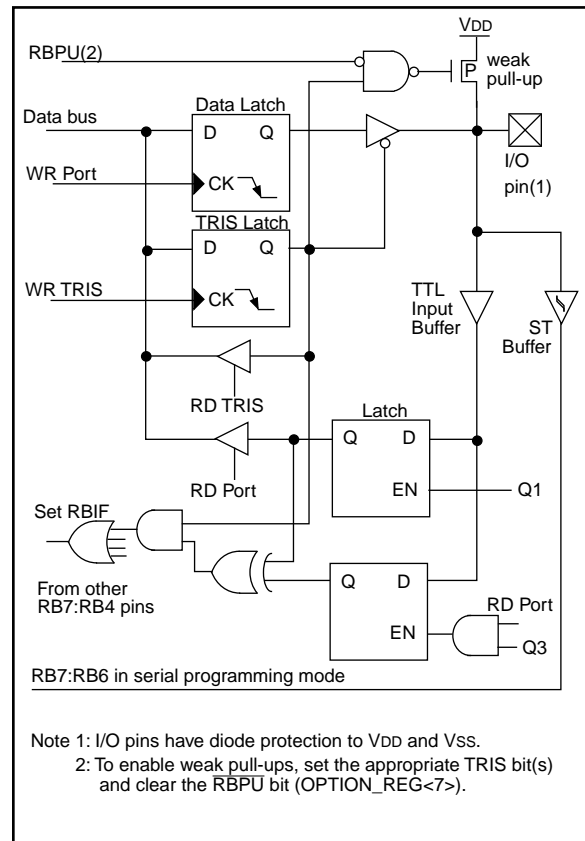 VDD
RBPU(2)
P
weak
pull-up
Data Latch
Data bus
D
Q
I/O
pin(1)
WR Port
CK
TRIS Latch
D
Q
WR TRIS
CK
TTL
Input
Buffer
ST
Buffer
RD TRIS
Latch
Q
D
RD Port
EN
Q1
Set RBIF
From other
RB7:RB4 pins
Q
D
RD Port
EN
Q3
RB7:RB6 in serial programming mode
Note 1: I/O pins have diode protection to VDD and VSS.
2: To enable weak pull-ups, set the appropriate TRIS bit(s)
and clear the R̅B̅P̅U̅ bit (OPTION_REG<7>).